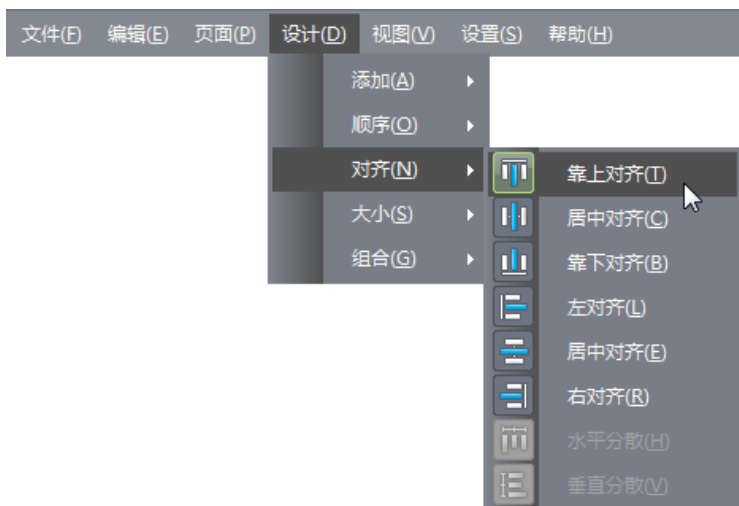 文件(F) 编辑(E) 页面(P) 设计(D) 视图(V) 设置(S) 帮助(H)
添加(A)
顺序(O)
对齐(N)
大小(S)
组合(G)
靠上对齐(T)
居中对齐(C)
靠下对齐(B)
左对齐(L)
居中对齐(E)
右对齐(R)
水平分散(H)
垂直分散(V)